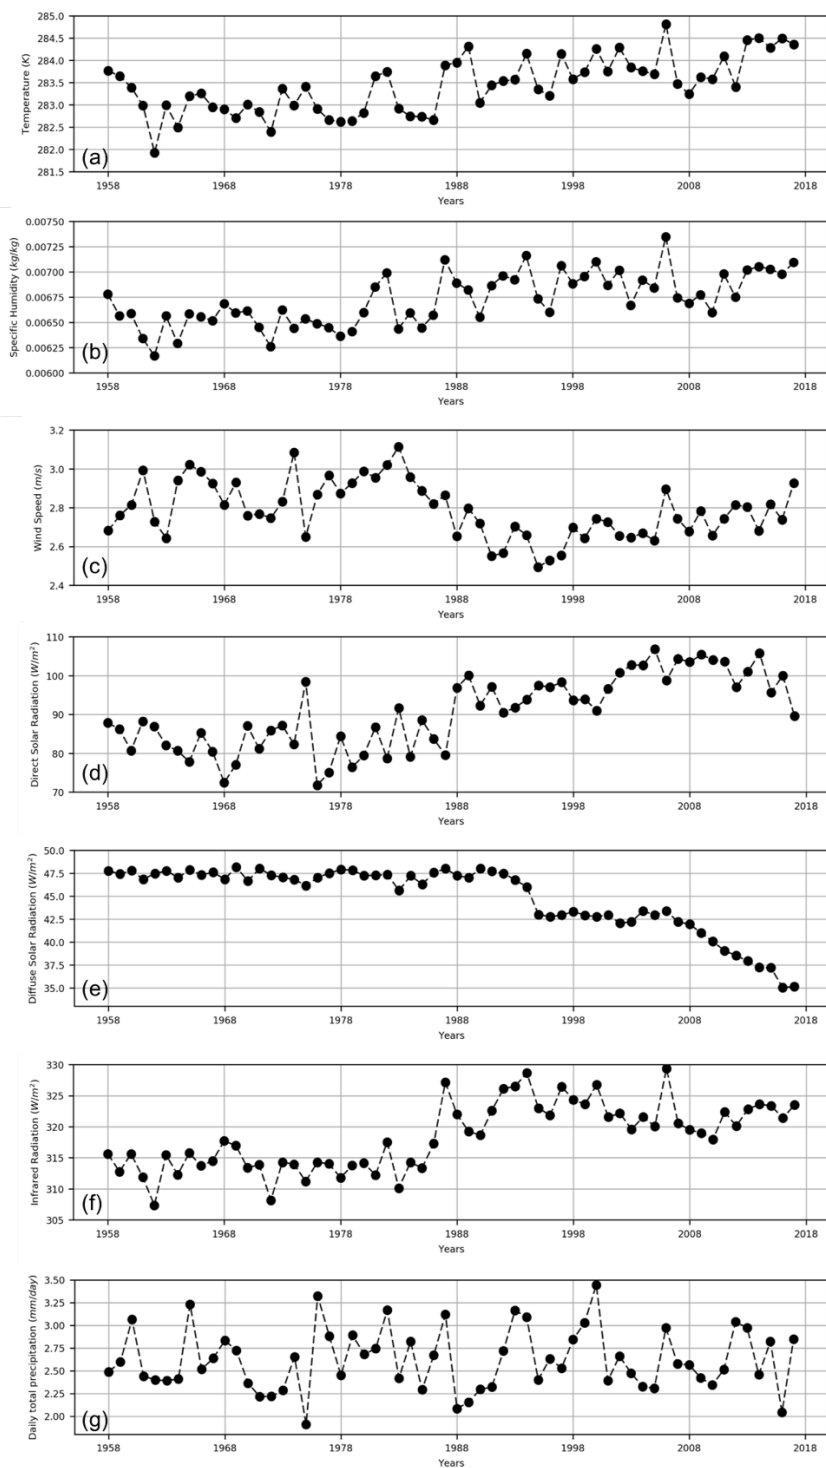 285.0
284.5
284.0
283.5
283.0
282.5
282.0
281.5
Temperature (K)
(a)
1958 1968 1978 1988 1998 2008 2018
Years
0.00750
0.00725
0.00700
0.00675
0.00650
0.00625
0.00600
Specific Humidity (kg/kg)
(b)
1958 1968 1978 1988 1998 2008 2018
Years
3.2
3.0
2.8
2.6
2.4
Wind Speed (m/s)
(c)
1958 1968 1978 1988 1998 2008 2018
Years
110
100
90
80
70
Direct Solar Radiation (W/m²)
(d)
1958 1968 1978 1988 1998 2008 2018
Years
50.0
47.5
45.0
42.5
40.0
37.5
35.0
Diffuse Solar Radiation (W/m²)
(e)
1958 1968 1978 1988 1998 2008 2018
Years
330
325
320
315
310
305
Infrared Radiation (W/m²)
(f)
1958 1968 1978 1988 1998 2008 2018
Years
3.50
3.25
3.00
2.75
2.50
2.25
2.00
Daily total precipitation (mm/day)
(g)
1958 1968 1978 1988 1998 2008 2018
Years